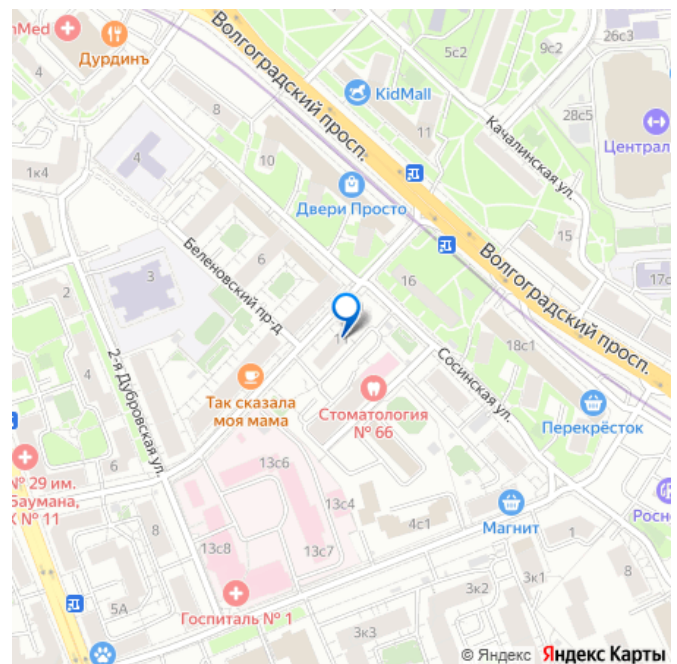 nMed
Дурдинъ
4
8
Волгоградский просп.
KidMall
5с2
9с2
26с3
28с5
Централ
11
Качалинская ул.
4
10
1к4
Двери Просто
Волгоградский просп.
15
17с
Беленовский пр-д
6
3
2
16
18с1
2-я Дубровская ул.
Так сказала
моя мама
Стоматология
№ 66
Сосинская ул.
Перекрёсток
№ 29 им.
Баумана,
К № 11
6
13с6
13с4
8
13с8
13с7
4с1
Магнит
Росн
1
8
5А
Госпиталь № 1
3к3
3к2
3к1
© Яндекс Яндекс Карты